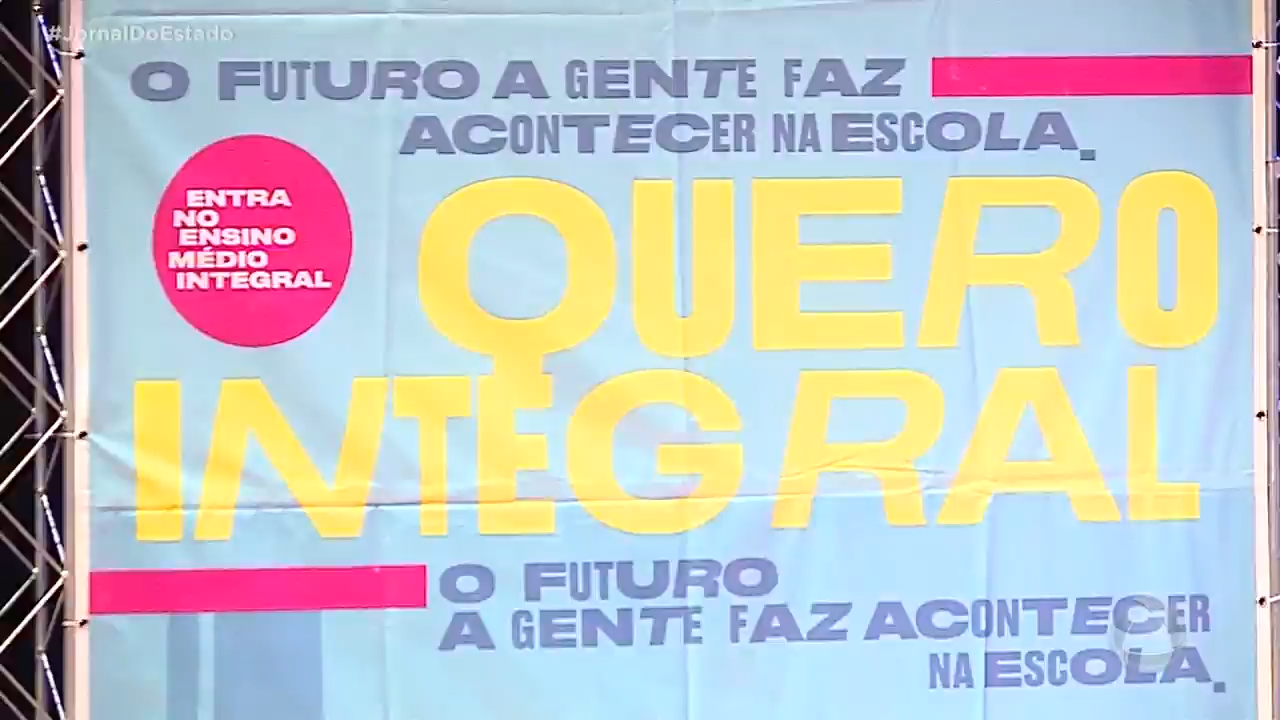 #JornalDoEstado
O FUTURO A GENTE FAZ
ACONTECER NA ESCOLA.
ENTRA
NO
ENSINO
MÉDIO
INTEGRAL
QUERO
INTEGRAL
O FUTURO
A GENTE FAZ ACONTECER
NA ESCOLA.